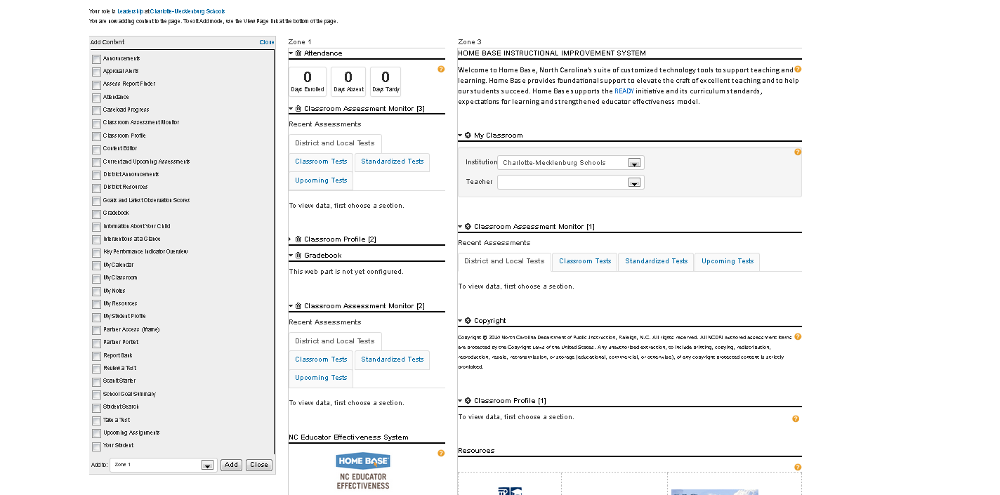 Your role is Leadership at Charlotte-Mecklenburg Schools
You are now adding content to the page. To exit Add mode, use the View Page link at the bottom of the page.
Add Content
Close
Announcements
Approval Alerts
Assess Report Finder
Attendance
Caseload Progress
Classroom Assessment Monitor
Classroom Profile
Content Editor
Current and Upcoming Assessments
District Announcements
District Resources
Goals and Latest Observation Scores
Gradebook
Information About Your Child
Interventions at a Glance
Key Performance Indicator Overview
My Calendar
My Classroom
My Notes
My Resources
My Student Profile
Partner Access (Iframe)
Partner Portlet
Report Bank
Review a Test
ScanIt Starter
School Goal Summary
Student Search
Take a Test
Upcoming Assignments
Your Student
Add to: Zone 1 Add Close
Zone 1
Attendance
0 0 0
Days Enrolled Days Absent Days Tardy
Classroom Assessment Monitor [3]
Recent Assessments
District and Local Tests
Classroom Tests Standardized Tests
Upcoming Tests
To view data, first choose a section.
Classroom Profile [2]
Gradebook
This web part is not yet configured.
Classroom Assessment Monitor [2]
Recent Assessments
District and Local Tests
Classroom Tests Standardized Tests
Upcoming Tests
To view data, first choose a section.
NC Educator Effectiveness System
HOME BASE
NC EDUCATOR
EFFECTIVENESS
Zone 3
HOME BASE INSTRUCTIONAL IMPROVEMENT SYSTEM
Welcome to Home Base, North Carolina's suite of customized technology tools to support teaching and
learning. Home Base provides foundational support to elevate the craft of excellent teaching and to help
our students succeed. Home Base supports the READY initiative and its curriculum standards,
expectations for learning and strengthened educator effectiveness model.
My Classroom
Institution Charlotte-Mecklenburg Schools
Teacher
Classroom Assessment Monitor [1]
Recent Assessments
District and Local Tests Classroom Tests Standardized Tests Upcoming Tests
To view data, first choose a section.
Copyright
Copyright © 2014 North Carolina Department of Public Instruction, Raleigh, N.C. All rights reserved. All NCDPI authored assessment items
are protected by the Copyright Laws of the United States. Any unauthorized extraction, to include printing, copying, redistribution,
reproduction, resale, retransmission, or storage (educational, commercial, or otherwise), of any copyright protected content is strictly
prohibited.
Classroom Profile [1]
To view data, first choose a section.
Resources